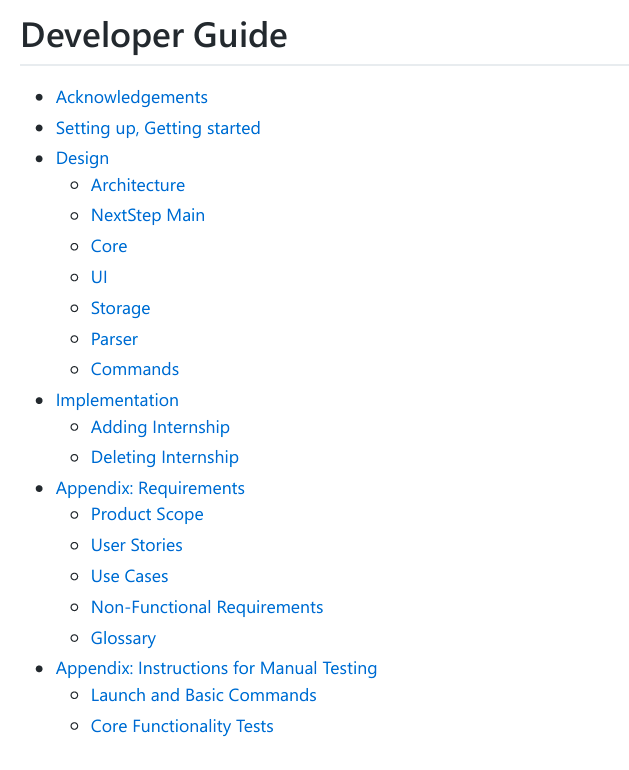 Developer Guide
Acknowledgements
Setting up, Getting started
Design
Architecture
NextStep Main
Core
UI
Storage
Parser
Commands
Implementation
Adding Internship
Deleting Internship
Appendix: Requirements
Product Scope
User Stories
Use Cases
Non-Functional Requirements
Glossary
Appendix: Instructions for Manual Testing
Launch and Basic Commands
Core Functionality Tests